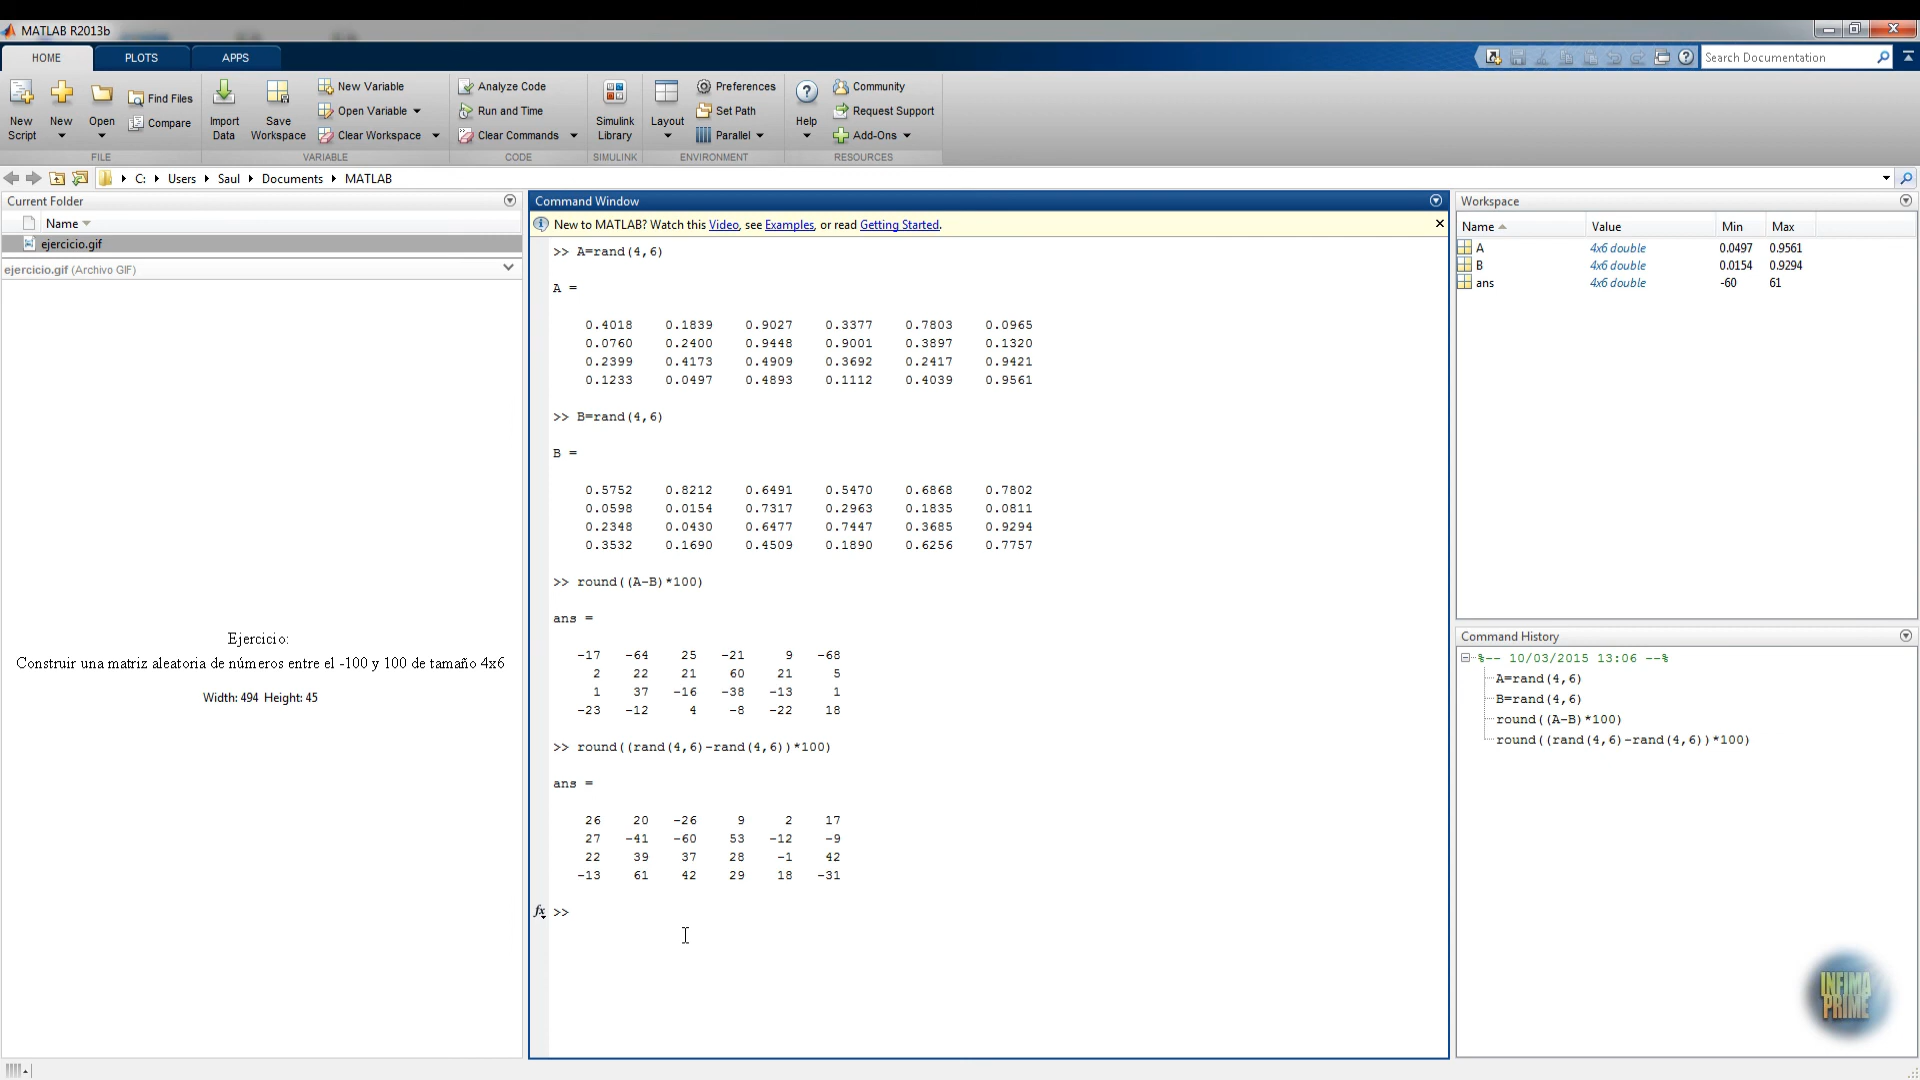 MATLAB R2013b
HOME PLOTS APPS
Search Documentation
New Script
New
Open
Find Files
Compare
Import Data
Save Workspace
New Variable
Open Variable
Clear Workspace
Analyze Code
Run and Time
Clear Commands
Simulink Library
Layout
Preferences
Set Path
Parallel
Help
Community
Request Support
Add-Ons
FILE VARIABLE CODE SIMULINK ENVIRONMENT RESOURCES
C: Users Saul Documents MATLAB
Current Folder
Name
ejercicio.gif
ejercicio.gif (Archivo GIF)
Ejercicio:
Construir una matriz aleatoria de números entre el -100 y 100 de tamaño 4x6
Width: 494 Height: 45
Command Window
New to MATLAB? Watch this Video, see Examples, or read Getting Started.
>> A=rand(4,6)
A =
0.4018 0.1839 0.9027 0.3377 0.7803 0.0965
0.0760 0.2400 0.9448 0.9001 0.3897 0.1320
0.2399 0.4173 0.4909 0.3692 0.2417 0.9421
0.1233 0.0497 0.4893 0.1112 0.4039 0.9561
>> B=rand(4,6)
B =
0.5752 0.8212 0.6491 0.5470 0.6868 0.7802
0.0598 0.0154 0.7317 0.2963 0.1835 0.0811
0.2348 0.0430 0.6477 0.7447 0.3685 0.9294
0.3532 0.1690 0.4509 0.1890 0.6256 0.7757
>> round((A-B)*100)
ans =
-17 -64 25 -21 9 -68
2 22 21 60 21 5
1 37 -16 -38 -13 1
-23 -12 4 -8 -22 18
>> round((rand(4,6)-rand(4,6))*100)
ans =
26 20 -26 9 2 17
27 -41 -60 53 -12 -9
22 39 37 28 -1 42
-13 61 42 29 18 -31
fx >>
Workspace
Name Value Min Max
A 4x6 double 0.0497 0.9561
B 4x6 double 0.0154 0.9294
ans 4x6 double -60 61
Command History
%-- 10/03/2015 13:06 --%
A=rand(4,6)
B=rand(4,6)
round((A-B)*100)
round((rand(4,6)-rand(4,6))*100)
INFIMA
PRIME